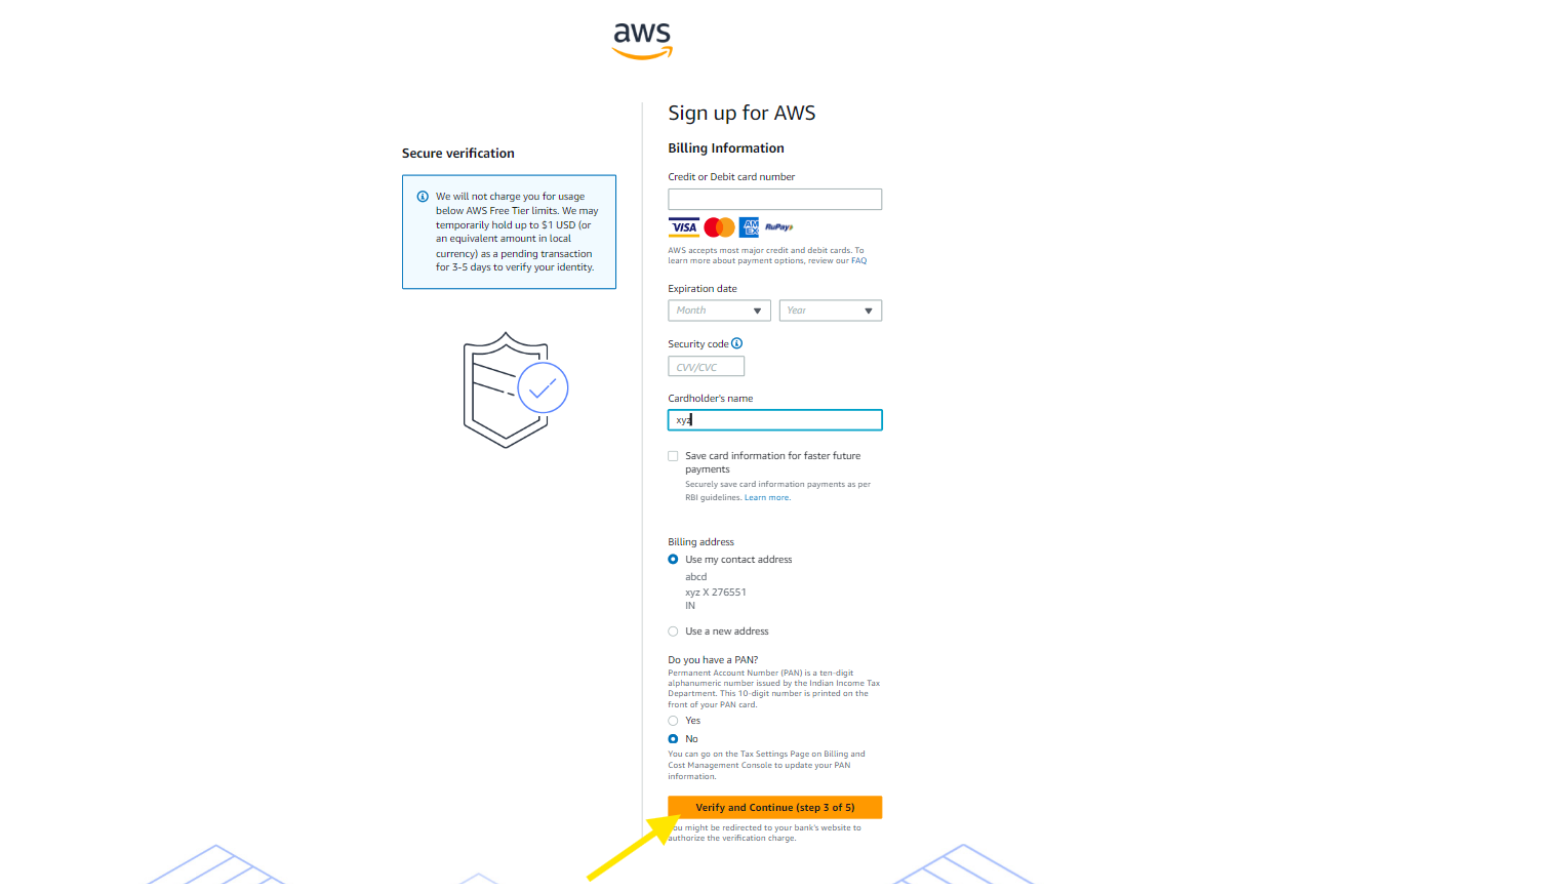 aws
Sign up for AWS
Secure verification
We will not charge you for usage
below AWS Free Tier limits. We may
temporarily hold up to $1 USD (or
an equivalent amount in local
currency) as a pending transaction
for 3-5 days to verify your identity.
Billing Information
Credit or Debit card number
VISA AMEX RuPay
AWS accepts most major credit and debit cards. To
learn more about payment options, review our FAQ
Expiration date
Month Year
Security code
CVV/CVC
Cardholder's name
xyz
Save card information for faster future
payments
Securely save card information payments as per
RBI guidelines. Learn more.
Billing address
Use my contact address
abcd
xyz X 276551
IN
Use a new address
Do you have a PAN?
Permanent Account Number (PAN) is a ten-digit
alphanumeric number issued by the Indian Income Tax
Department. This 10-digit number is printed on the
front of your PAN card.
Yes
No
You can go on the Tax Settings Page on Billing and
Cost Management Console to update your PAN
information.
Verify and Continue (step 3 of 5)
You might be redirected to your bank's website to
authorize the verification charge.